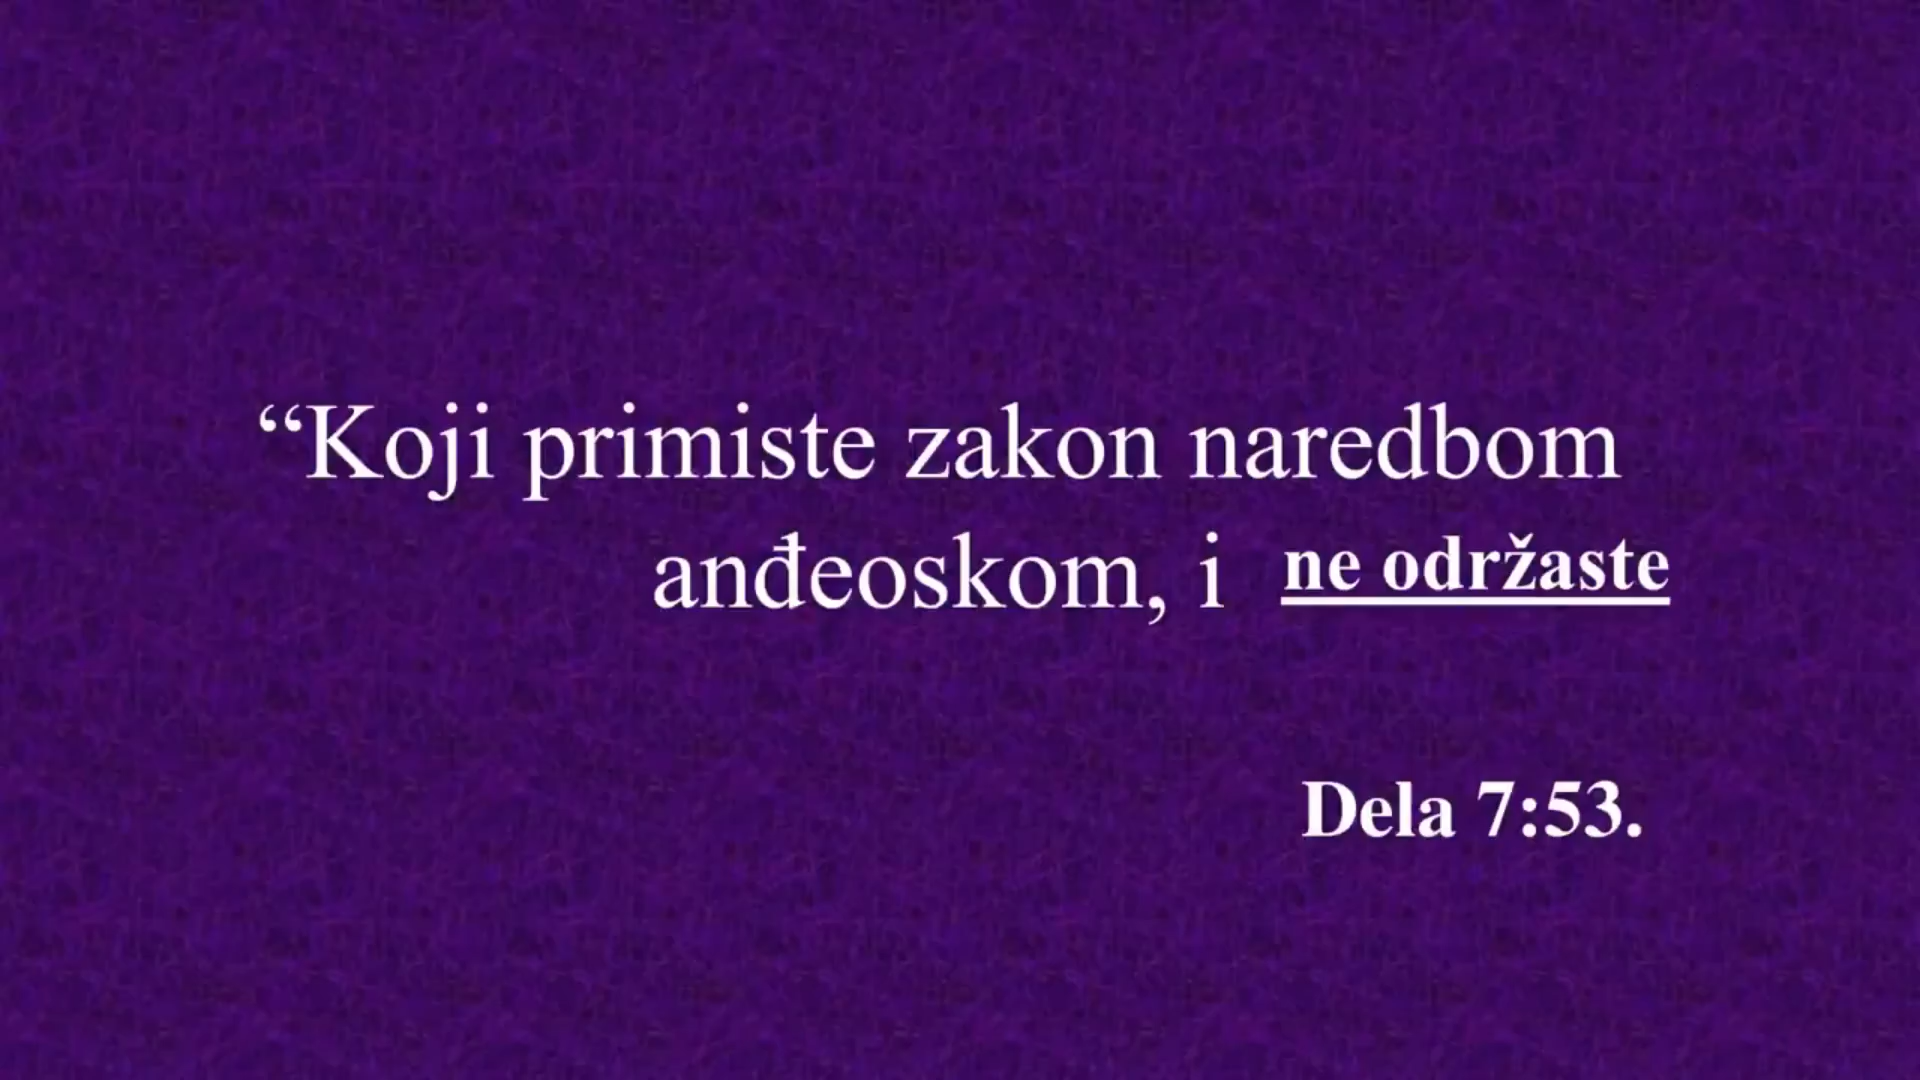 “Koji primiste zakon naredbom
anđeoskom, i ne održaste
Dela 7:53.